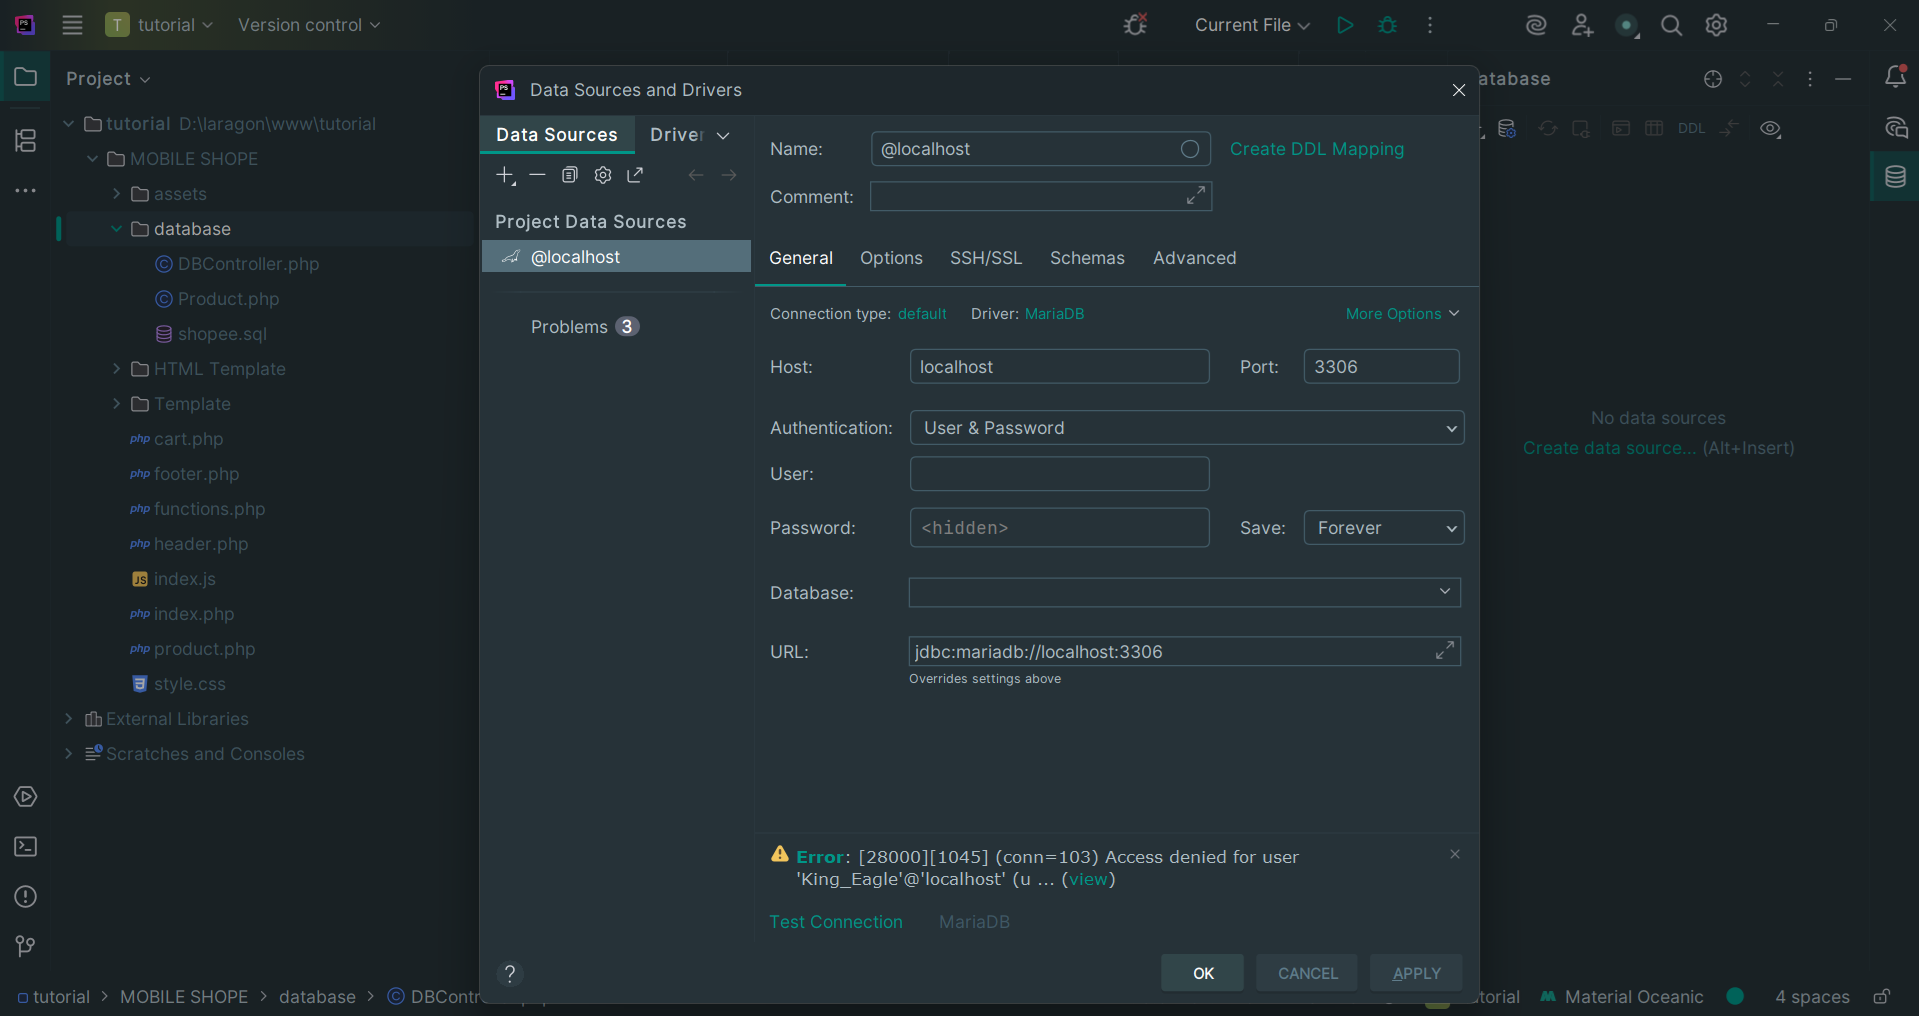 T tutorial Version control Current File
Project
tutorial D:\laragon\www\tutorial
MOBILE SHOPE
assets
database
DBController.php
Product.php
shopee.sql
HTML Template
Template
php cart.php
php footer.php
php functions.php
php header.php
JS index.js
php index.php
php product.php
style.css
External Libraries
Scratches and Consoles
PS Data Sources and Drivers
Data Sources Driver
Project Data Sources
@localhost
Problems 3
Name: @localhost Create DDL Mapping
Comment:
General Options SSH/SSL Schemas Advanced
Connection type: default Driver: MariaDB More Options
Host: localhost Port: 3306
Authentication: User & Password
User:
Password: <hidden> Save: Forever
Database:
URL: jdbc:mariadb://localhost:3306
Overrides settings above
Error: [28000][1045] (conn=103) Access denied for user
'King_Eagle'@'localhost' (u ... (view)
Test Connection MariaDB
? OK CANCEL APPLY
atabase
DDL
No data sources
Create data source... (Alt+Insert)
tutorial MOBILE SHOPE database DBContr
torial Material Oceanic 4 spaces